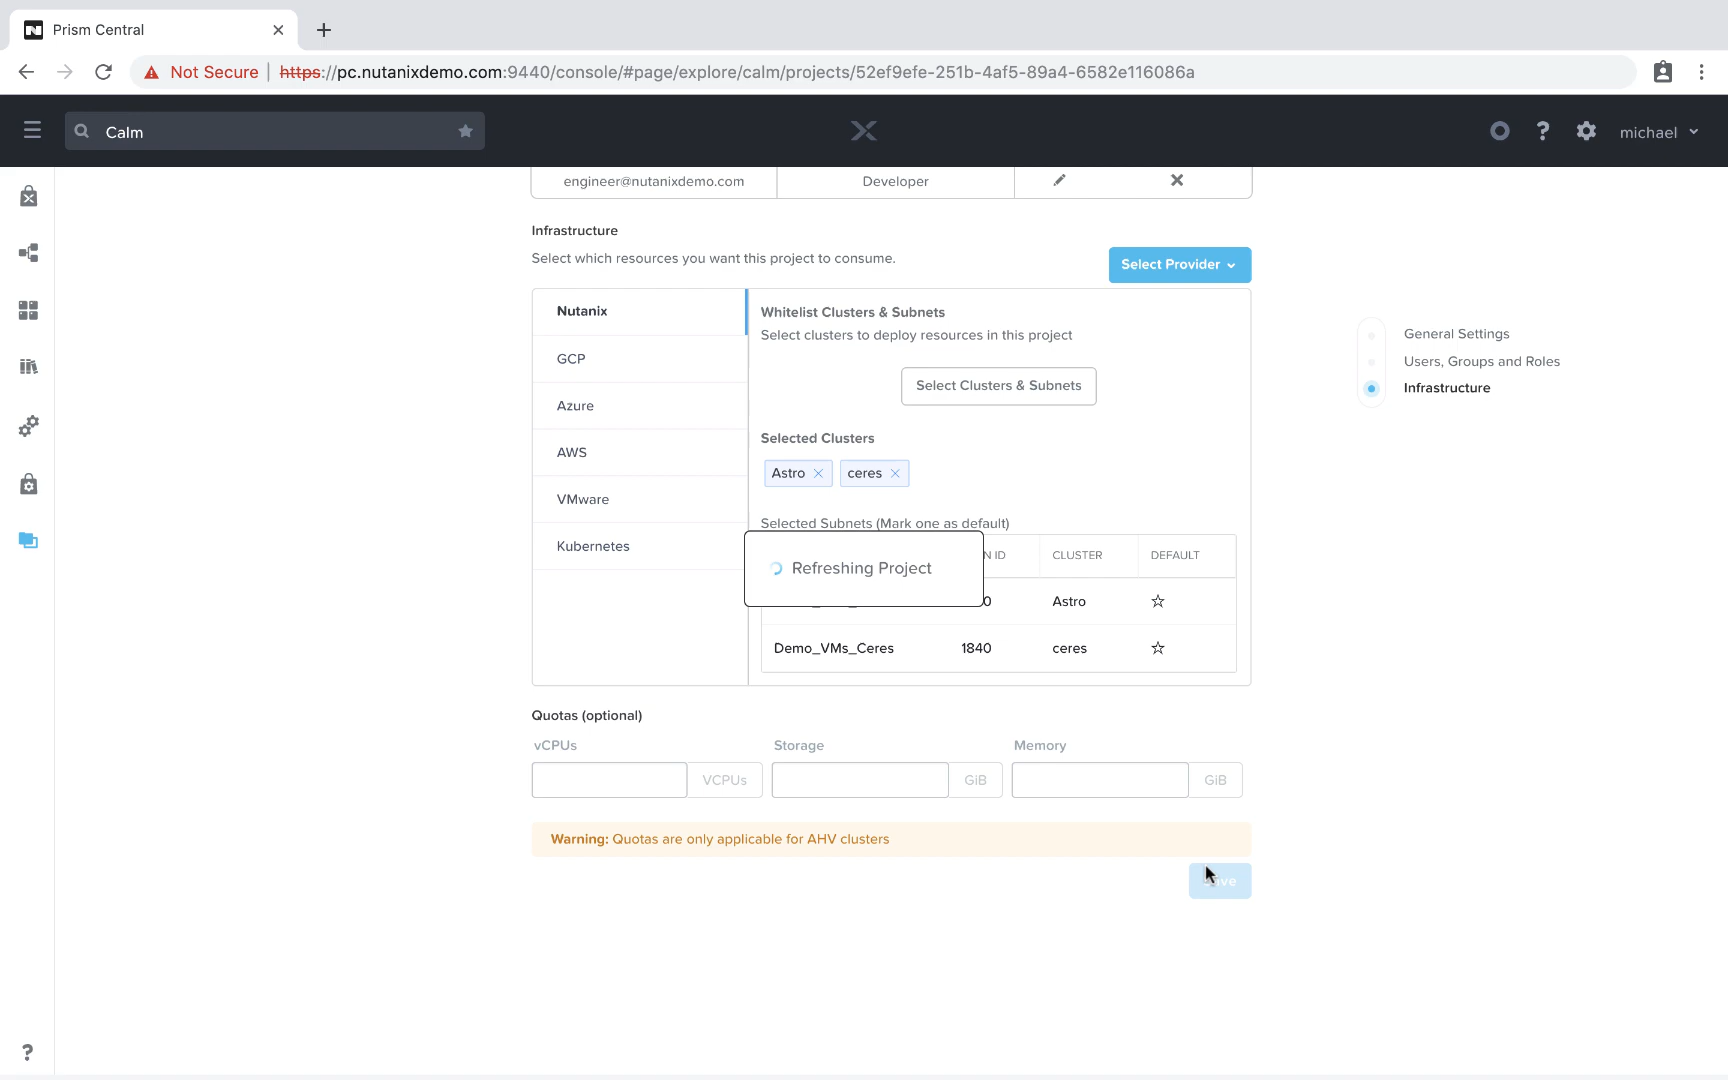 Prism Central
Not Secure https://pc.nutanixdemo.com:9440/console/#page/explore/calm/projects/52ef9efe-251b-4af5-89a4-6582e116086a
Calm
? michael
engineer@nutanixdemo.com Developer
Infrastructure
Select which resources you want this project to consume.
Select Provider
Nutanix
GCP
Azure
AWS
VMware
Kubernetes
Whitelist Clusters & Subnets
Select clusters to deploy resources in this project
Select Clusters & Subnets
Selected Clusters
Astro ceres
Selected Subnets (Mark one as default)
N ID CLUSTER DEFAULT
Refreshing Project
0 Astro
Demo_VMs_Ceres 1840 ceres
General Settings
Users, Groups and Roles
Infrastructure
Quotas (optional)
vCPUs Storage Memory
VCPUs GiB GiB
Warning: Quotas are only applicable for AHV clusters
?